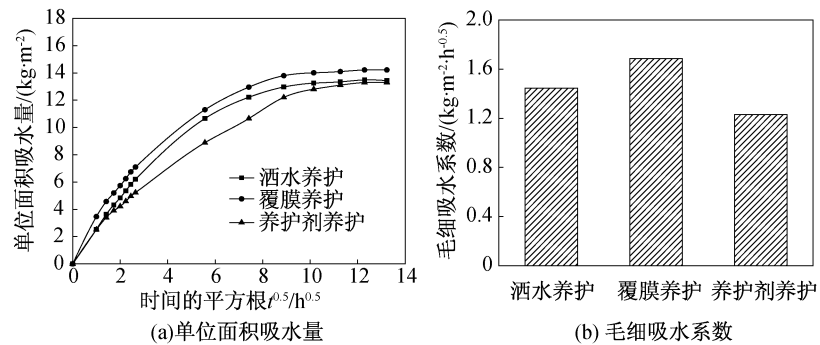 单位面积吸水量/(kg·m-2)
18
16
14
12
10
8
6
4
2
0
洒水养护
覆膜养护
养护剂养护
0 2 4 6 8 10 12 14
时间的平方根t0.5/h0.5
(a)单位面积吸水量
毛细吸水系数/(kg·m-2·h-0.5)
2.0
1.6
1.2
0.8
0.4
0
洒水养护 覆膜养护 养护剂养护
(b) 毛细吸水系数